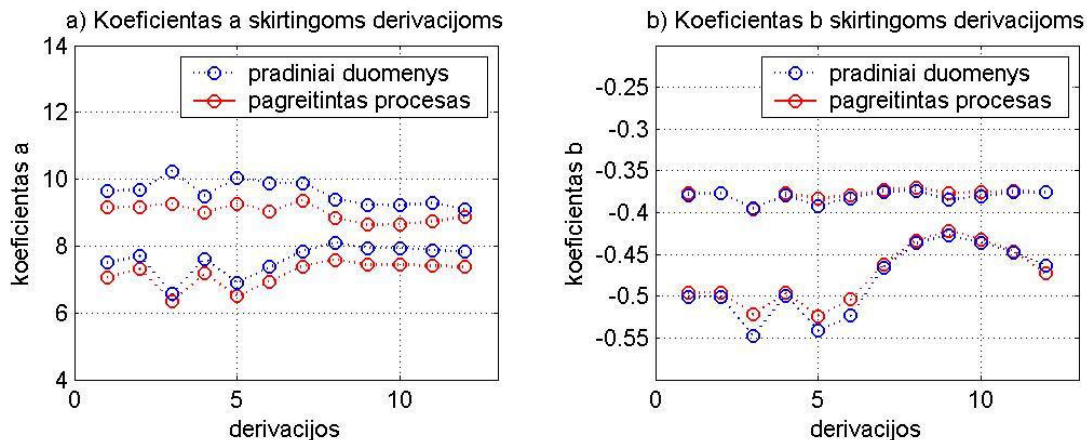 a) Koeficientas a skirtingoms derivacijoms
14
12
10
8
6
4
koeficientas a
pradiniai duomenys
pagreitintas procesas
0
5
10
derivacijos
b) Koeficientas b skirtingoms derivacijoms
-0.25
-0.3
-0.35
-0.4
-0.45
-0.5
-0.55
koeficientas b
pradiniai duomenys
pagreitintas procesas
0
5
10
derivacijos